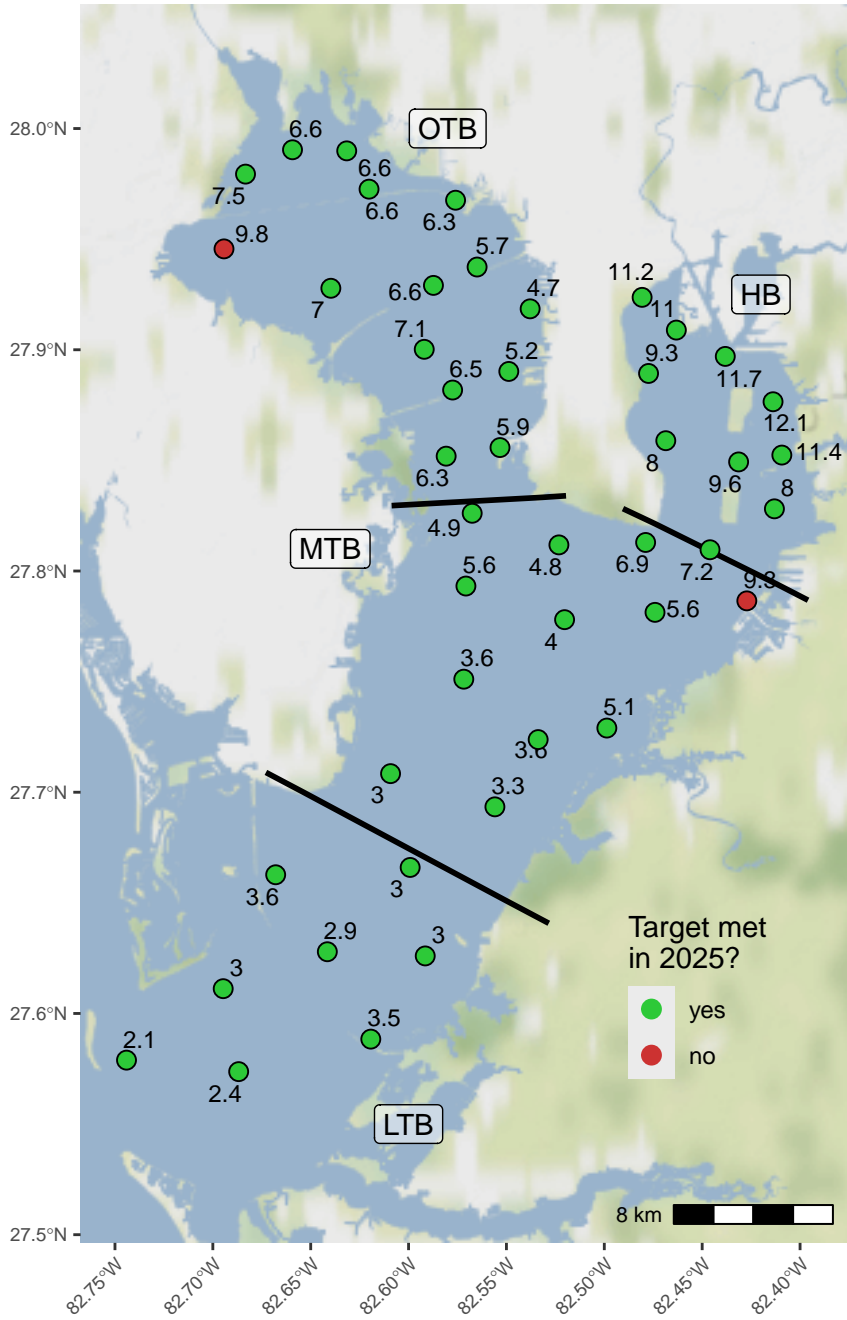 28.0°N
27.9°N
27.8°N
27.7°N
27.6°N
27.5°N
OTB
6.6
6.6
7.5
6.6
6.3
9.8
5.7
6.6
4.7
7
7.1
5.2
6.5
5.9
6.3
HB
11.2
11
9.3
11.7
12.1
11.4
8
9.6
8
MTB
4.9
4.8
6.9
7.2
9.3
5.6
5.6
4
3.6
5.1
3.6
3
3.3
3.6
3
2.9
3
3
3.5
2.1
2.4
LTB
Target met
in 2025?
yes
no
8 km
82.75°W
82.70°W
82.65°W
82.60°W
82.55°W
82.50°W
82.45°W
82.40°W